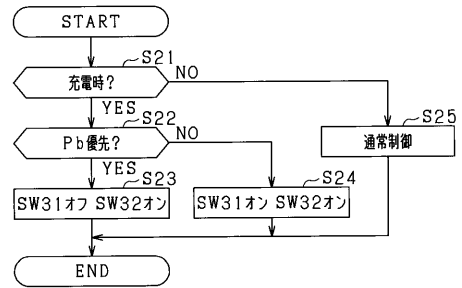 START
S21
充電時?
NO
YES
S22
Pb優先?
NO
YES
S25
通常制御
S23
SW31オフ SW32オン
S24
SW31オン SW32オン
END